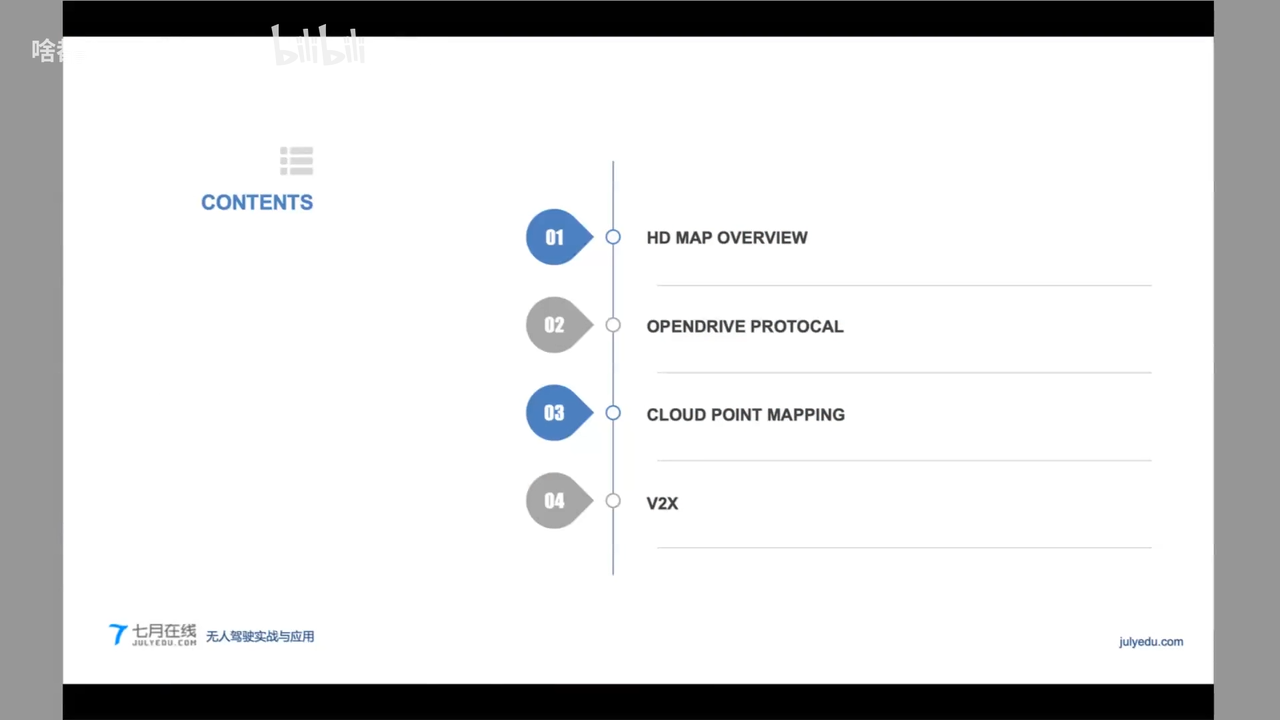 啥
bilibili
CONTENTS
01
HD MAP OVERVIEW
02
OPENDRIVE PROTOCAL
03
CLOUD POINT MAPPING
04
V2X
七月在线
JULYEDU.COM
无人驾驶实战与应用
julyedu.com